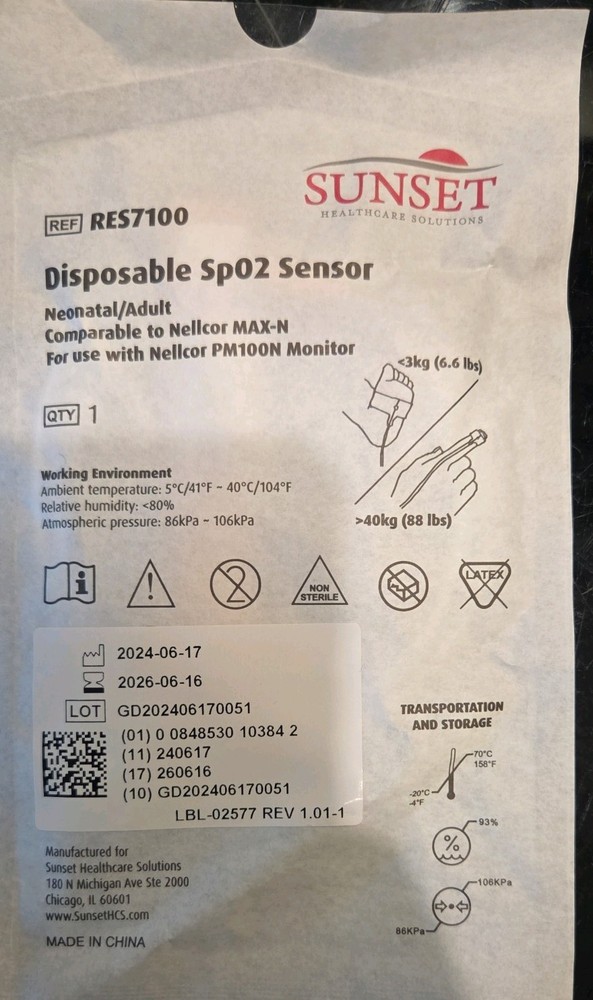 SUNSET
HEALTHCARE SOLUTIONS
REF RES7100
Disposable SpO2 Sensor
Neonatal/Adult
Comparable to Nellcor MAX-N
For use with Nellcor PM100N Monitor
<3kg (6.6 lbs)
QTY 1
>40kg (88 lbs)
Working Environment
Ambient temperature: 5°C/41°F ~ 40°C/104°F
Relative humidity: <80%
Atmospheric pressure: 86kPa ~ 106kPa
i
!
2
NON
STERILE
LATEX
2024-06-17
2026-06-16
LOT GD202406170051
(01) 0 0848530 10384 2
(11) 240617
(17) 260616
(10) GD202406170051
LBL-02577 REV 1.01-1
TRANSPORTATION
AND STORAGE
70°C
158°F
-20°C
-4°F
93%
%
106KPa
86KPa
Manufactured for
Sunset Healthcare Solutions
180 N Michigan Ave Ste 2000
Chicago, IL 60601
www.SunsetHCS.com
MADE IN CHINA